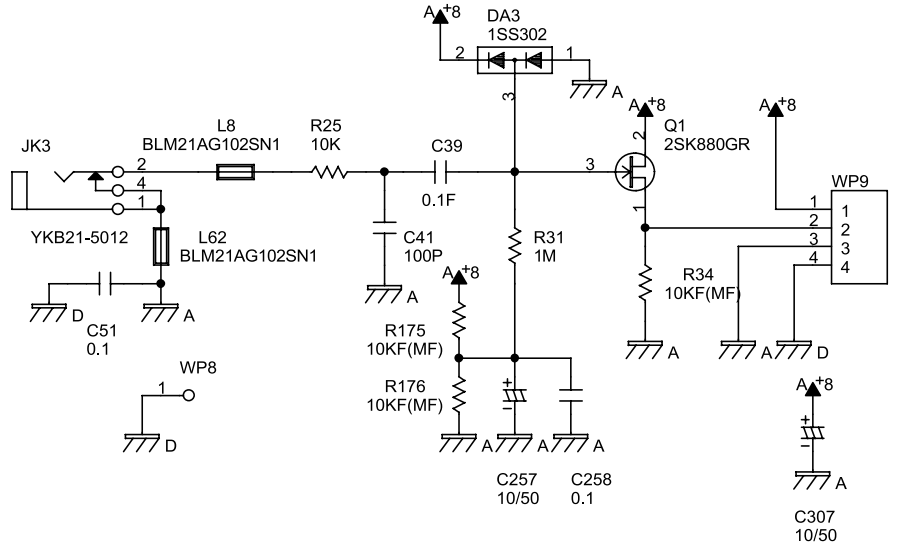 A +8
DA3
1SS302
2
1
A
3
L8
BLM21AG102SN1
R25
10K
C39
0.1F
A +8
2
Q1
2SK880GR
3
1
A +8
JK3
2
4
1
YKB21-5012
L62
BLM21AG102SN1
C41
100P
A
R31
1M
WP9
1 1
2 2
3 3
4 4
R34
10KF(MF)
A
A
D
D
C51
0.1
A
A +8
R175
10KF(MF)
R176
10KF(MF)
WP8
1
D
+
-
A
A
A
C257
10/50
C258
0.1
A +8
+
-
A
C307
10/50